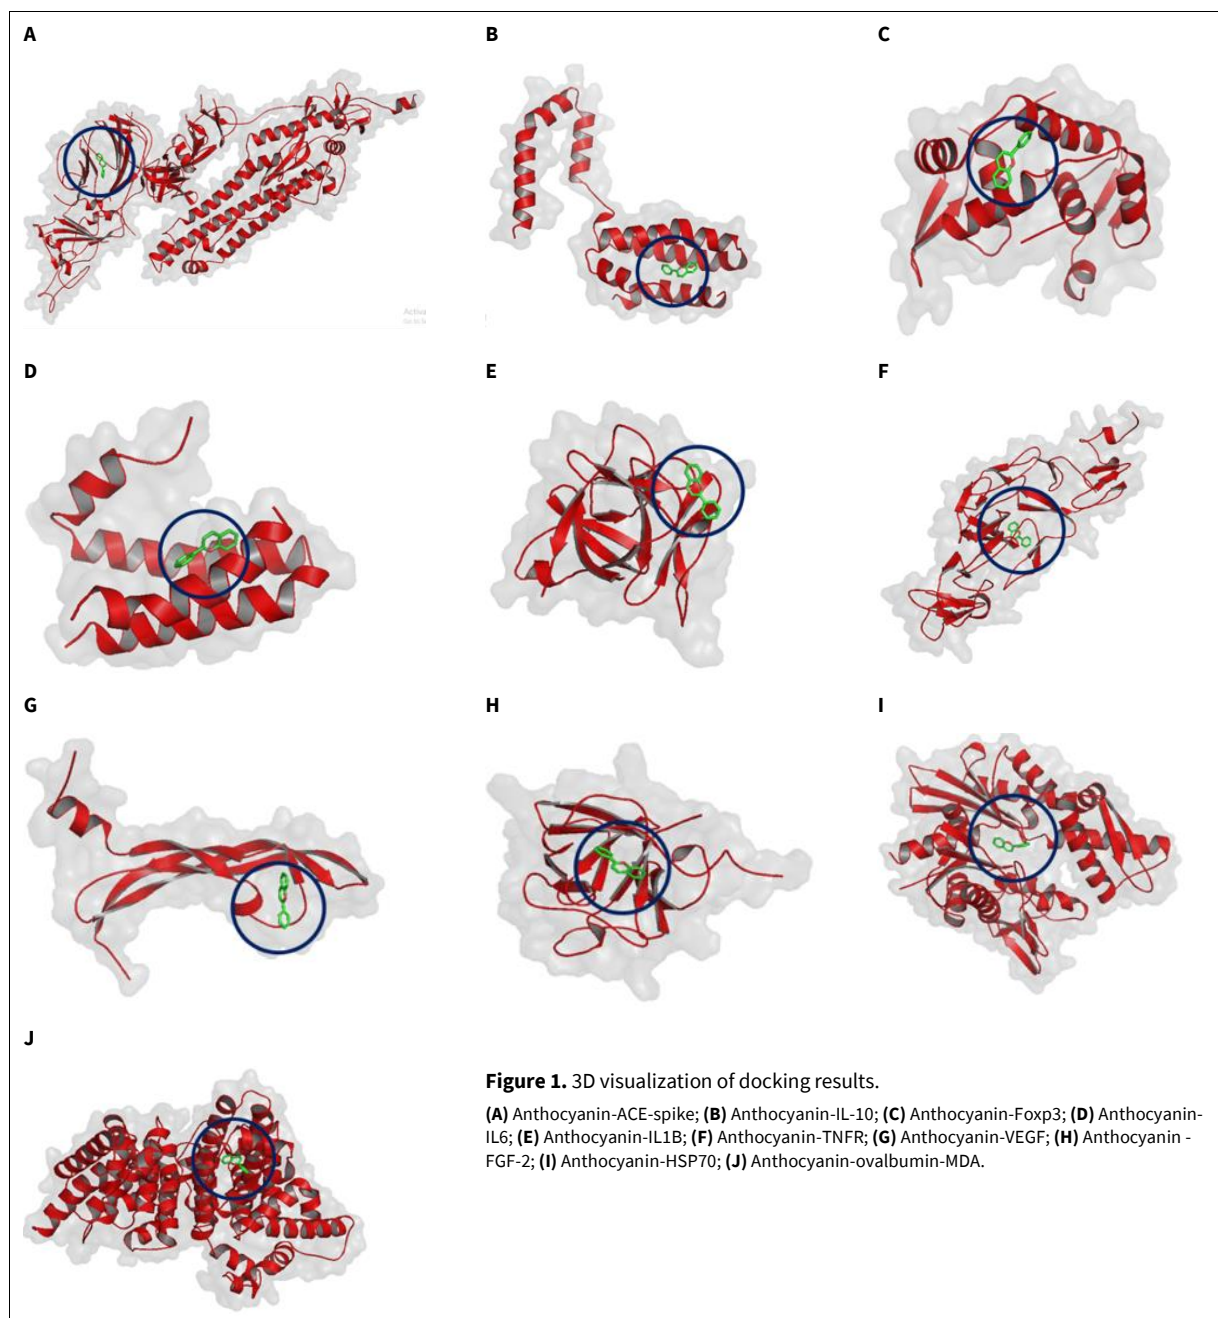 A
B
C
D
E
F
G
H
I
J
Figure 1. 3D visualization of docking results.
(A) Anthocyanin-ACE-spike; (B) Anthocyanin-IL-10; (C) Anthocyanin-Foxp3; (D) Anthocyanin-
IL6; (E) Anthocyanin-IL1B; (F) Anthocyanin-TNFR; (G) Anthocyanin-VEGF; (H) Anthocyanin -
FGF-2; (I) Anthocyanin-HSP70; (J) Anthocyanin-ovalbumin-MDA.